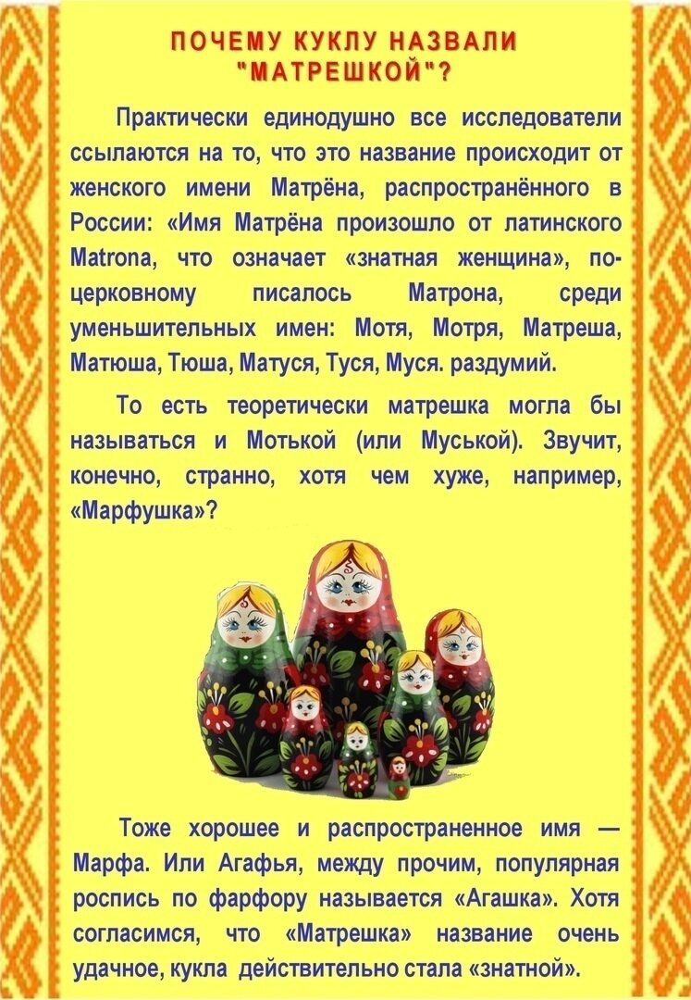 ПОЧЕМУ КУКЛУ НАЗВАЛИ
"МАТРЕШКОЙ"?
Практически единодушно все исследователи
ссылаются на то, что это название происходит от
женского имени Матрёна, распространённого в
России: «Имя Матрёна произошло от латинского
Matrona, что означает «знатная женщина», по-
церковному писалось Матрона, среди
уменьшительных имен: Мотя, Мотря, Матреша,
Матюша, Тюша, Матуся, Туся, Муся. раздумий.
То есть теоретически матрешка могла бы
называться и Мотькой (или Муськой). Звучит,
конечно, странно, хотя чем хуже, например,
«Марфушка»?
Тоже хорошее и распространенное имя —
Марфа. Или Агафья, между прочим, популярная
роспись по фарфору называется «Агашка». Хотя
согласимся, что «Матрешка» название очень
удачное, кукла действительно стала «знатной».